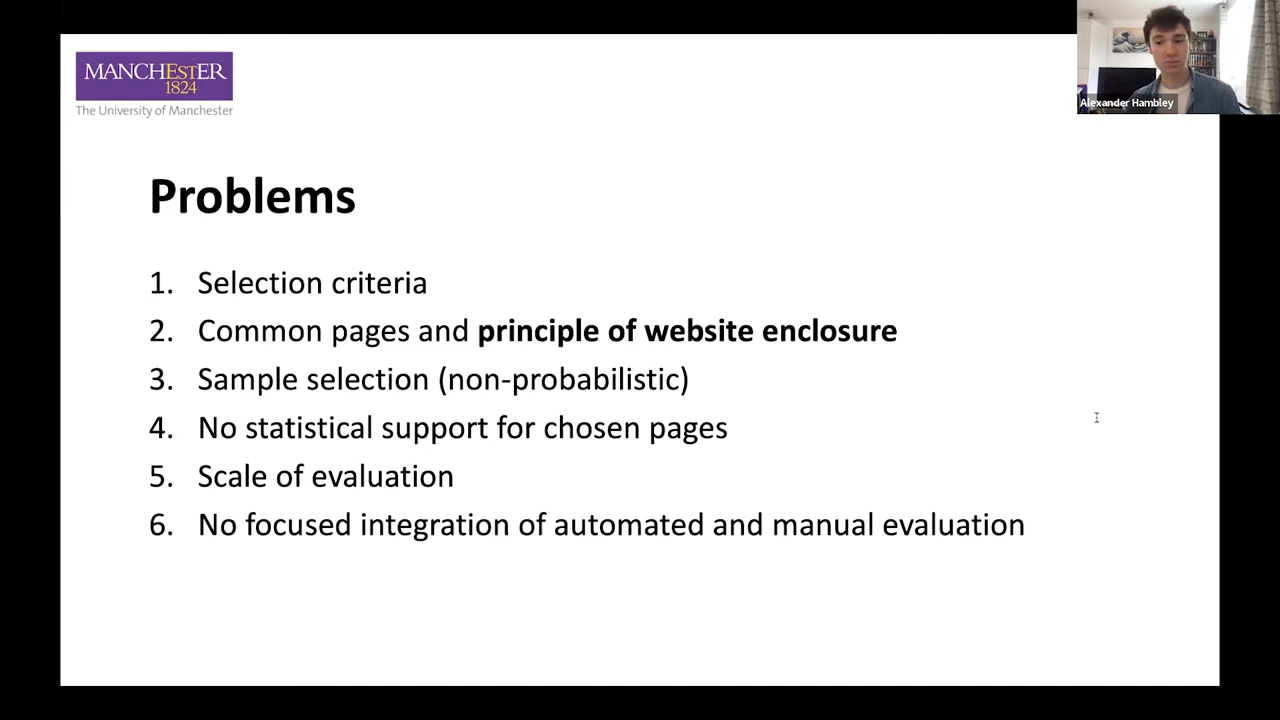 MANCHESTER
1824
The University of Manchester
Alexander Hambley
Problems
1. Selection criteria
2. Common pages and principle of website enclosure
3. Sample selection (non-probabilistic)
4. No statistical support for chosen pages
5. Scale of evaluation
6. No focused integration of automated and manual evaluation